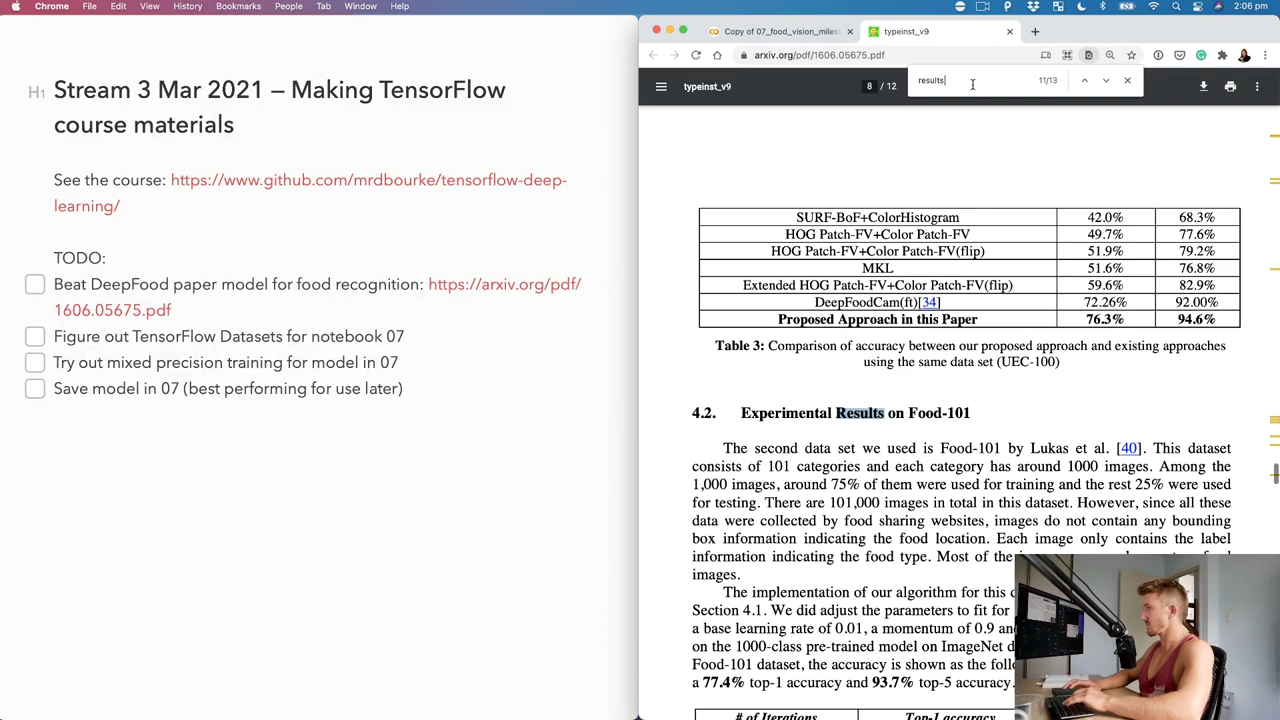 Chrome File Edit View History Bookmarks People Tab Window Help 2:06 pm
H1 Stream 3 Mar 2021 – Making TensorFlow
course materials
See the course: https://www.github.com/mrdbourke/tensorflow-deep-
learning/
TODO:
Beat DeepFood paper model for food recognition: https://arxiv.org/pdf/
1606.05675.pdf
Figure out TensorFlow Datasets for notebook 07
Try out mixed precision training for model in 07
Save model in 07 (best performing for use later)
Copy of 07_food_vision_miles typeinst_v9
arxiv.org/pdf/1606.05675.pdf
results 11/13
typeinst_v9 8 / 12
SURF-BoF+ColorHistogram 42.0% 68.3%
HOG Patch-FV+Color Patch-FV 49.7% 77.6%
HOG Patch-FV+Color Patch-FV(flip) 51.9% 79.2%
MKL 51.6% 76.8%
Extended HOG Patch-FV+Color Patch-FV(flip) 59.6% 82.9%
DeepFoodCam(ft)[34] 72.26% 92.00%
Proposed Approach in this Paper 76.3% 94.6%
Table 3: Comparison of accuracy between our proposed approach and existing approaches
using the same data set (UEC-100)
4.2. Experimental Results on Food-101
The second data set we used is Food-101 by Lukas et al. [40]. This dataset
consists of 101 categories and each category has around 1000 images. Among the
1,000 images, around 75% of them were used for training and the rest 25% were used
for testing. There are 101,000 images in total in this dataset. However, since all these
data were collected by food sharing websites, images do not contain any bounding
box information indicating the food location. Each image only contains the label
information indicating the food type. Most of the
images.
The implementation of our algorithm for this
Section 4.1. We did adjust the parameters to fit for
a base learning rate of 0.01, a momentum of 0.9
on the 1000-class pre-trained model on ImageNet
Food-101 dataset, the accuracy is shown as the
a 77.4% top-1 accuracy and 93.7% top-5 accuracy.
# of Iterations Top-1 accuracy